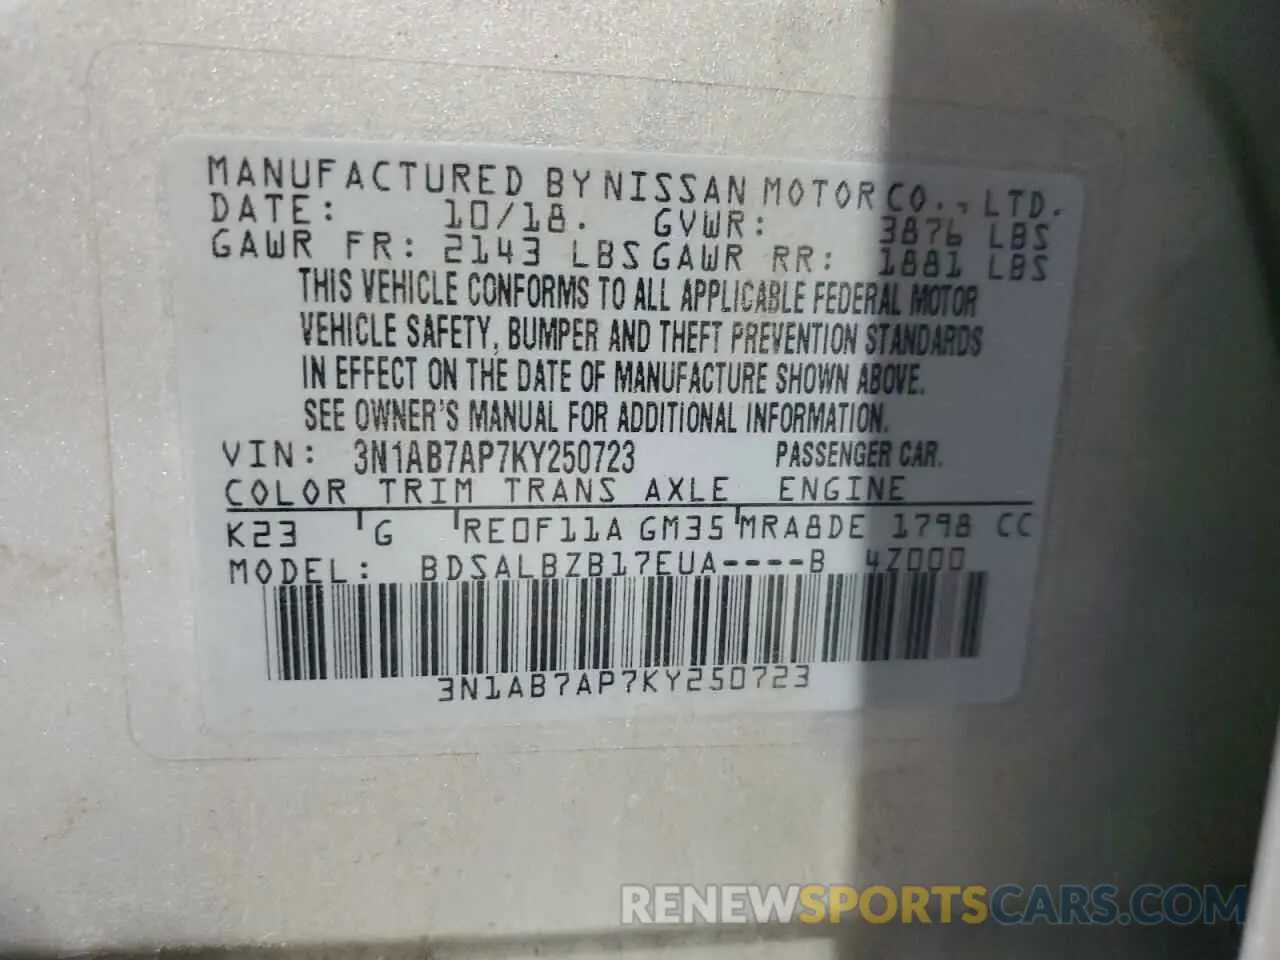 MANUFACTURED BY NISSAN MOTOR CO., LTD.
DATE: 10/18. GVWR: 3876 LBS
GAWR FR: 2143 LBS GAWR RR: 1881 LBS
THIS VEHICLE CONFORMS TO ALL APPLICABLE FEDERAL MOTOR
VEHICLE SAFETY, BUMPER AND THEFT PREVENTION STANDARDS
IN EFFECT ON THE DATE OF MANUFACTURE SHOWN ABOVE.
SEE OWNER'S MANUAL FOR ADDITIONAL INFORMATION.
VIN: 3N1AB7AP7KY250723 PASSENGER CAR.
COLOR TRIM TRANS AXLE ENGINE
K23 G RE0F11A GM35 MRA8DE 1798 CC
MODEL: BDSALBZB17EUA----B 4Z000
3N1AB7AP7KY250723
RENEWSPORTSCARS.COM